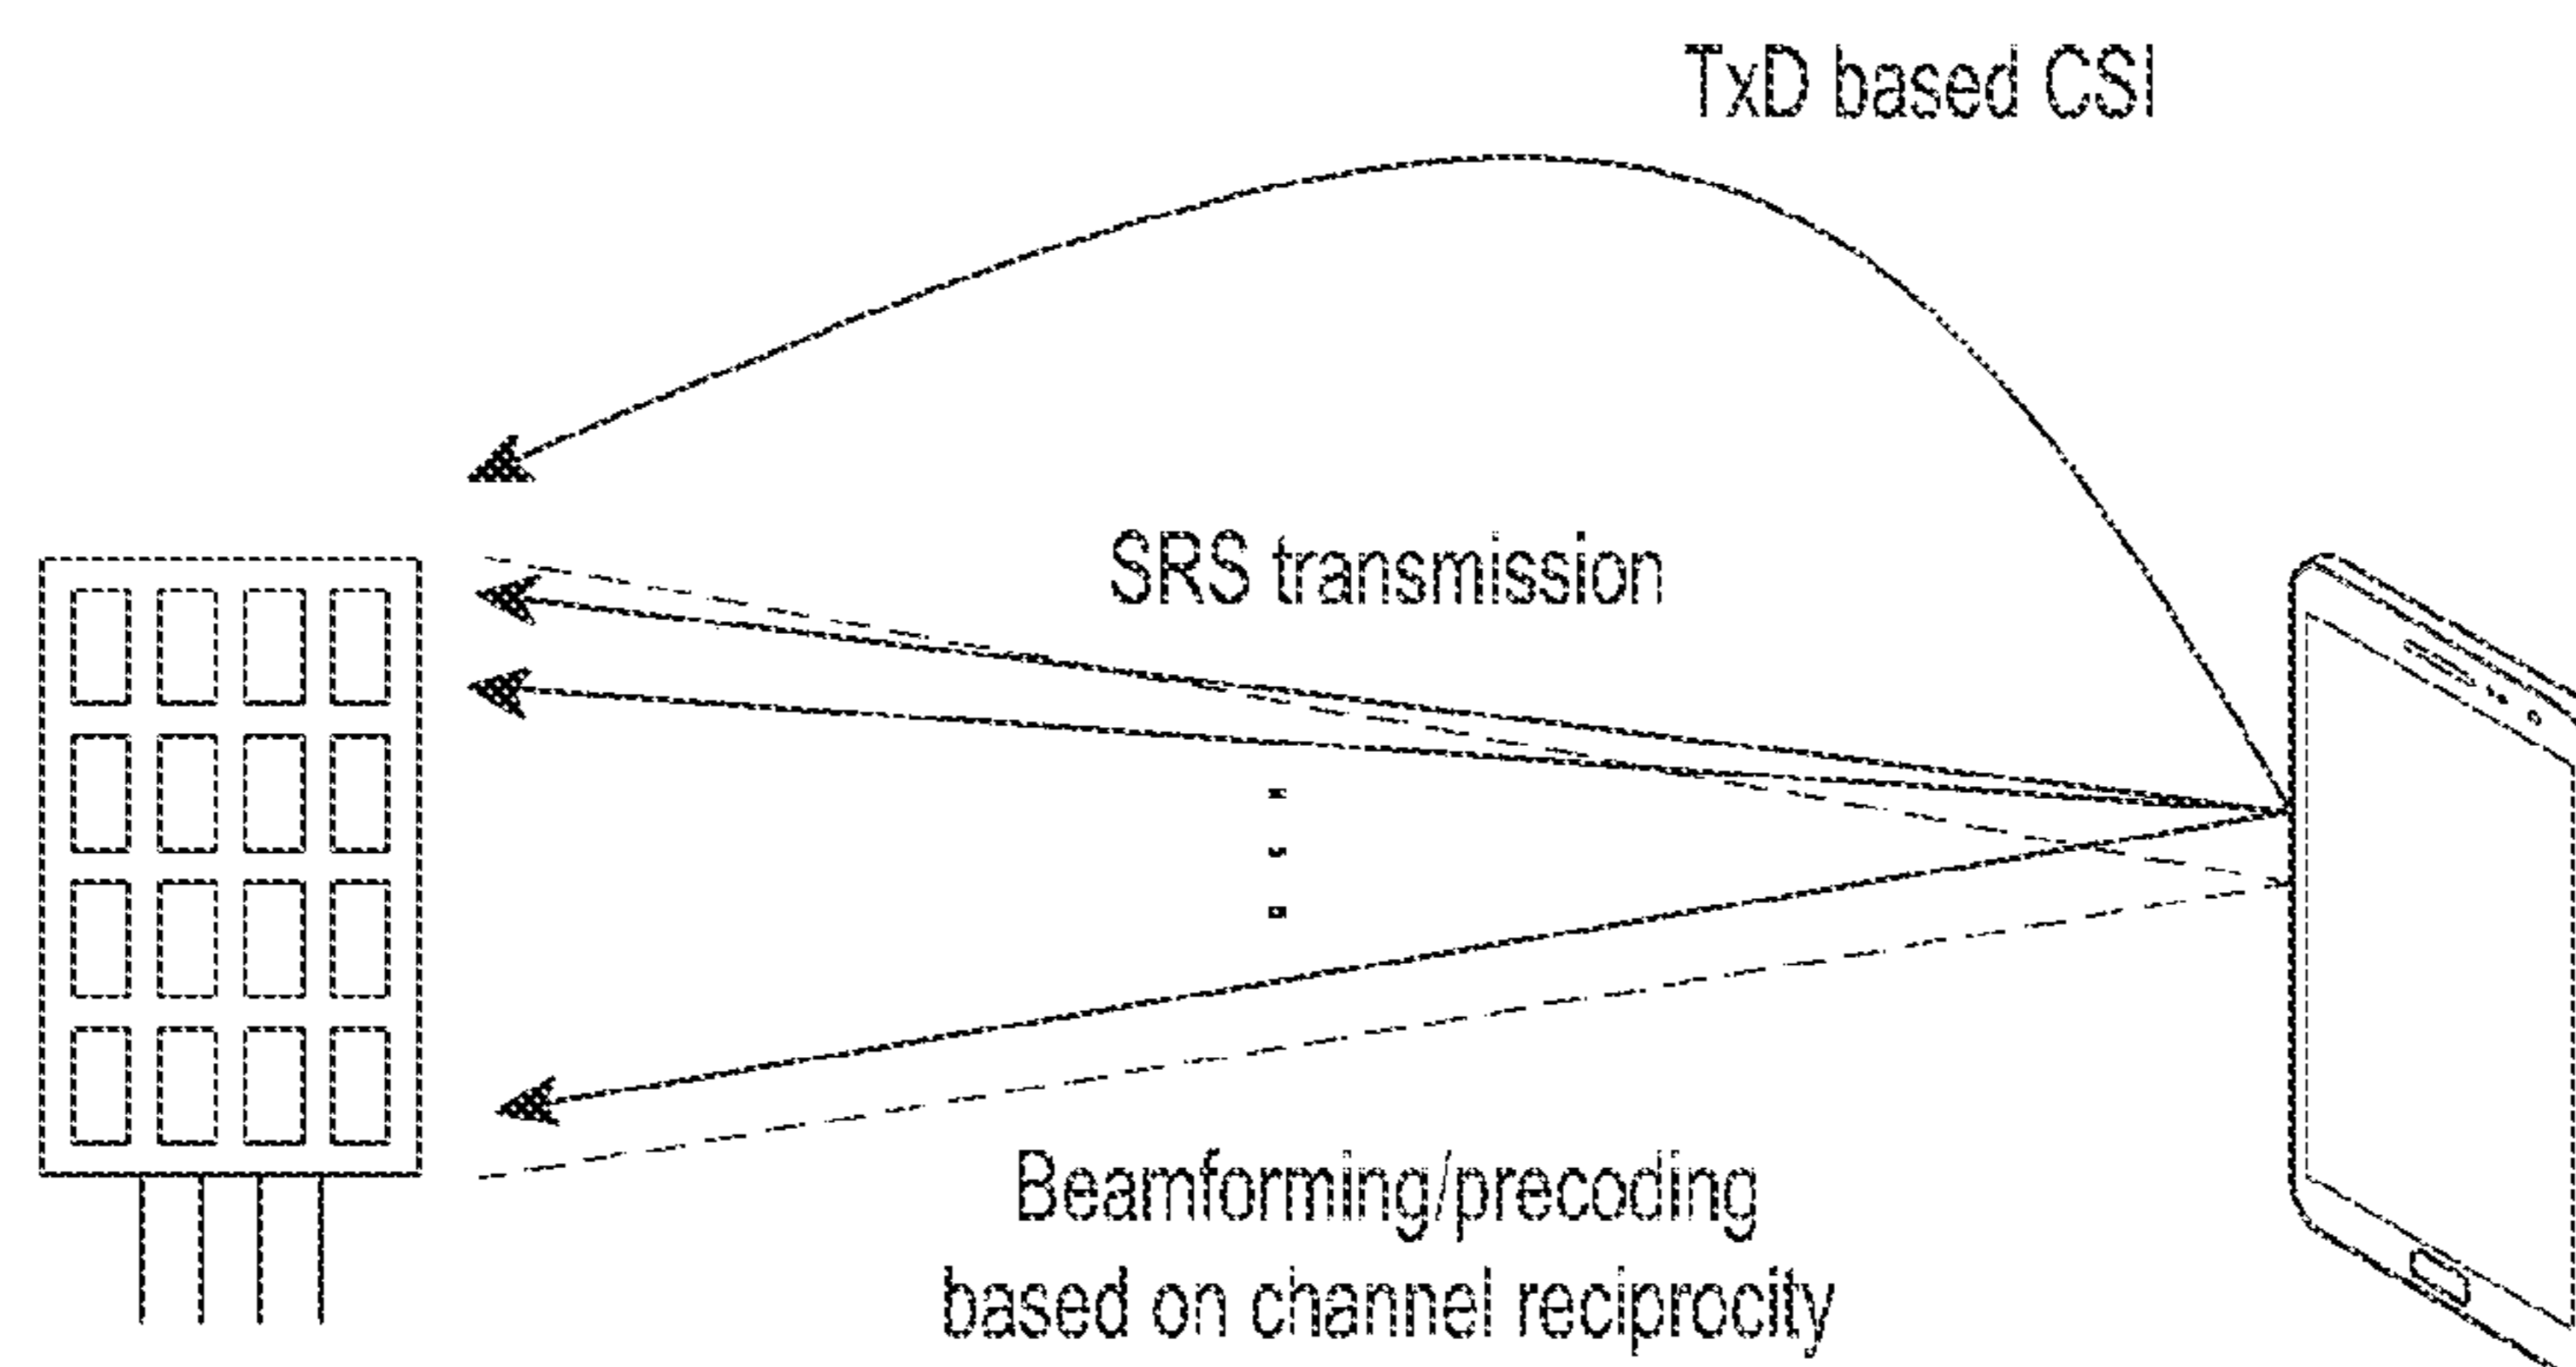 TxD based CSI
SRS transmission
Beamforming/precoding
based on channel reciprocity